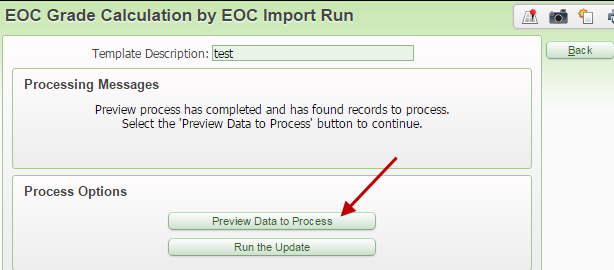 EOC Grade Calculation by EOC Import Run
Back
Template Description: test
Processing Messages
Preview process has completed and has found records to process.
Select the 'Preview Data to Process' button to continue.
Process Options
Preview Data to Process
Run the Update